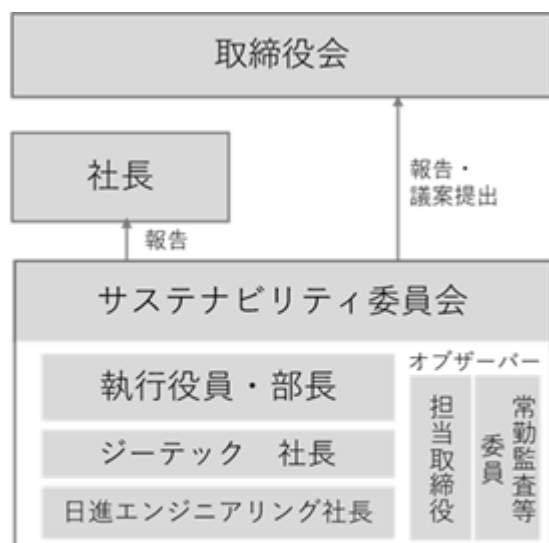 取締役会
社長
報告・
議案提出
報告
サステナビリティ委員会
オブザーバー
執行役員・部長
ジーテック 社長
日進エンジニアリング社長
担当取締役
常勤監査等
委員